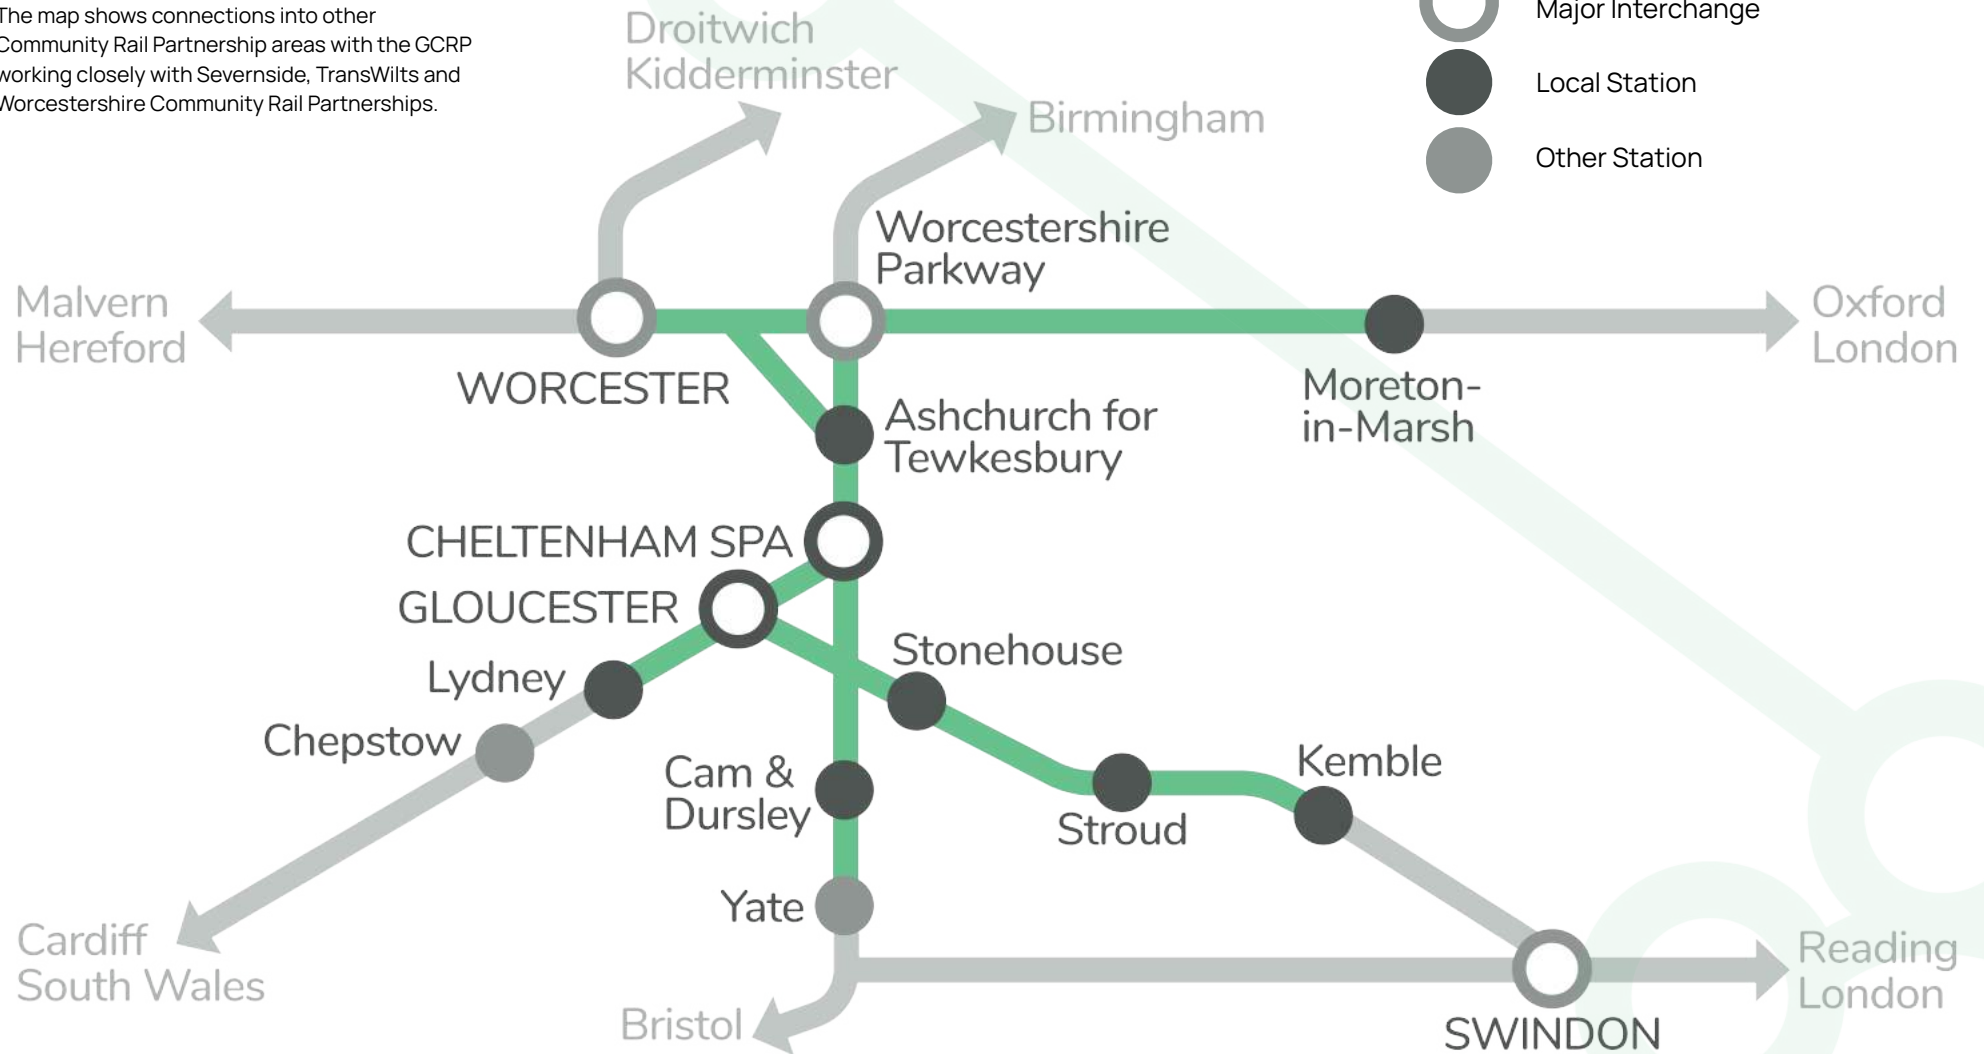 The map shows connections into other
Community Rail Partnership areas with the GCRP
working closely with Severnside, TransWilts and
Worcestershire Community Rail Partnerships.
Major Interchange
Local Station
Other Station
Droitwich
Kidderminster
Birmingham
Worcestershire
Parkway
Malvern
Hereford
Oxford
London
WORCESTER
Moreton-
in-Marsh
Ashchurch for
Tewkesbury
CHELTENHAM SPA
GLOUCESTER
Stonehouse
Lydney
Chepstow
Cam &
Dursley
Kemble
Stroud
Yate
Cardiff
South Wales
Reading
London
Bristol
SWINDON